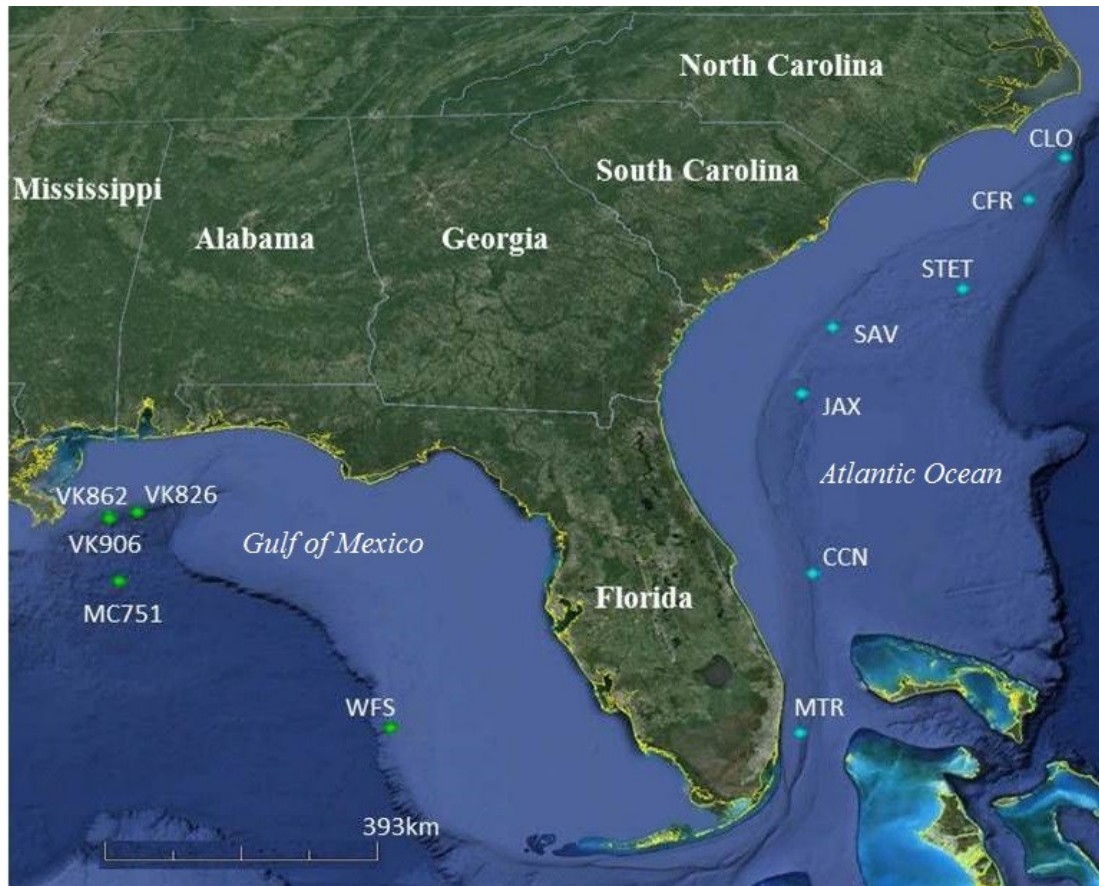 North Carolina
CLO
South Carolina
Mississippi
CFR
Alabama
Georgia
STET
SAV
JAX
Atlantic Ocean
VK862
VK826
VK906
Gulf of Mexico
CCN
MC751
Florida
WFS
MTR
393km